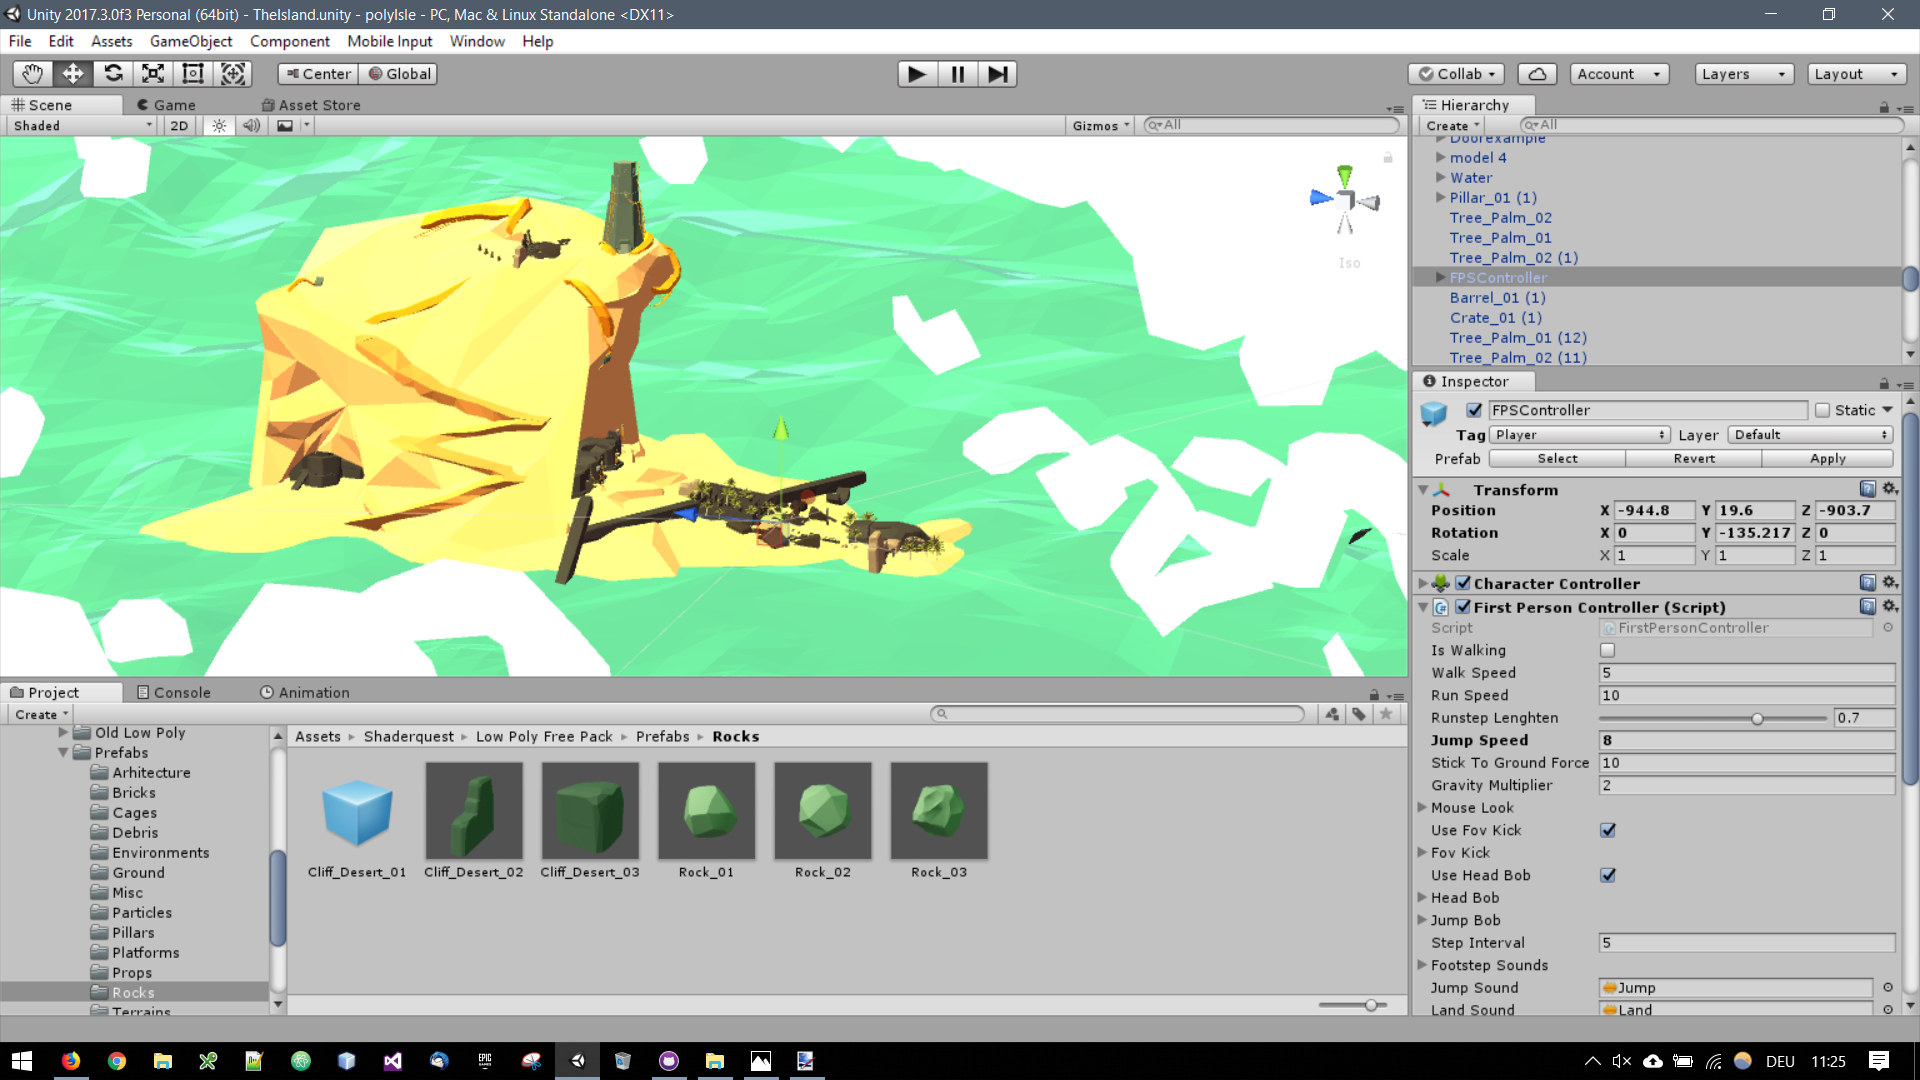 Unity 2017.3.0f3 Personal (64bit) - TheIsland.unity - polyIsle - PC, Mac & Linux Standalone <DX11>
File Edit Assets GameObject Component Mobile Input Window Help
Center Global Collab Account Layers Layout
Scene Game Asset Store
Shaded 2D Gizmos All
Iso
Hierarchy
Create All
Doorexample
model 4
Water
Pillar_01 (1)
Tree_Palm_02
Tree_Palm_01
Tree_Palm_02 (1)
FPSController
Barrel_01 (1)
Crate_01 (1)
Tree_Palm_01 (12)
Tree_Palm_02 (11)
Inspector
FPSController Static
Tag Player Layer Default
Prefab Select Revert Apply
Transform
Position X -944.8 Y 19.6 Z -903.7
Rotation X 0 Y -135.217 Z 0
Scale X 1 Y 1 Z 1
Character Controller
First Person Controller (Script)
Script FirstPersonController
Is Walking
Walk Speed 5
Run Speed 10
Runstep Lenghten 0.7
Jump Speed 8
Stick To Ground Force 10
Gravity Multiplier 2
Mouse Look
Use Fov Kick
Fov Kick
Use Head Bob
Head Bob
Jump Bob
Step Interval 5
Footstep Sounds
Jump Sound Jump
Land Sound Land
Project Console Animation
Create
Old Low Poly
Prefabs
Arhitecture
Bricks
Cages
Debris
Environments
Ground
Misc
Particles
Pillars
Platforms
Props
Rocks
Terrains
Assets Shaderquest Low Poly Free Pack Prefabs Rocks
Cliff_Desert_01 Cliff_Desert_02 Cliff_Desert_03 Rock_01 Rock_02 Rock_03
EPIC
GAMES
DEU 11:25